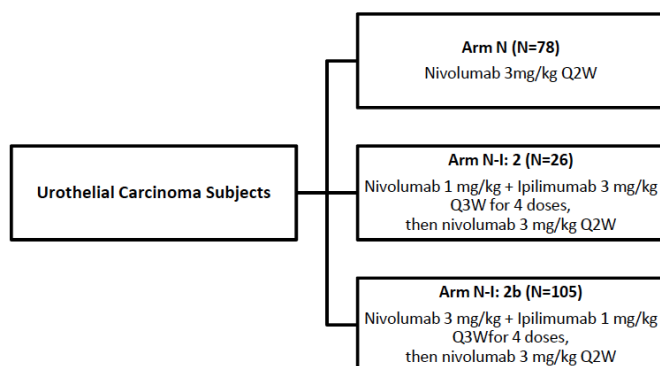 Arm N (N=78)
Nivolumab 3mg/kg Q2W
Urothelial Carcinoma Subjects
Arm N-I: 2 (N=26)
Nivolumab 1 mg/kg + Ipilimumab 3 mg/kg
Q3W for 4 doses,
then nivolumab 3 mg/kg Q2W
Arm N-I: 2b (N=105)
Nivolumab 3 mg/kg + Ipilimumab 1 mg/kg
Q3Wfor 4 doses,
then nivolumab 3 mg/kg Q2W